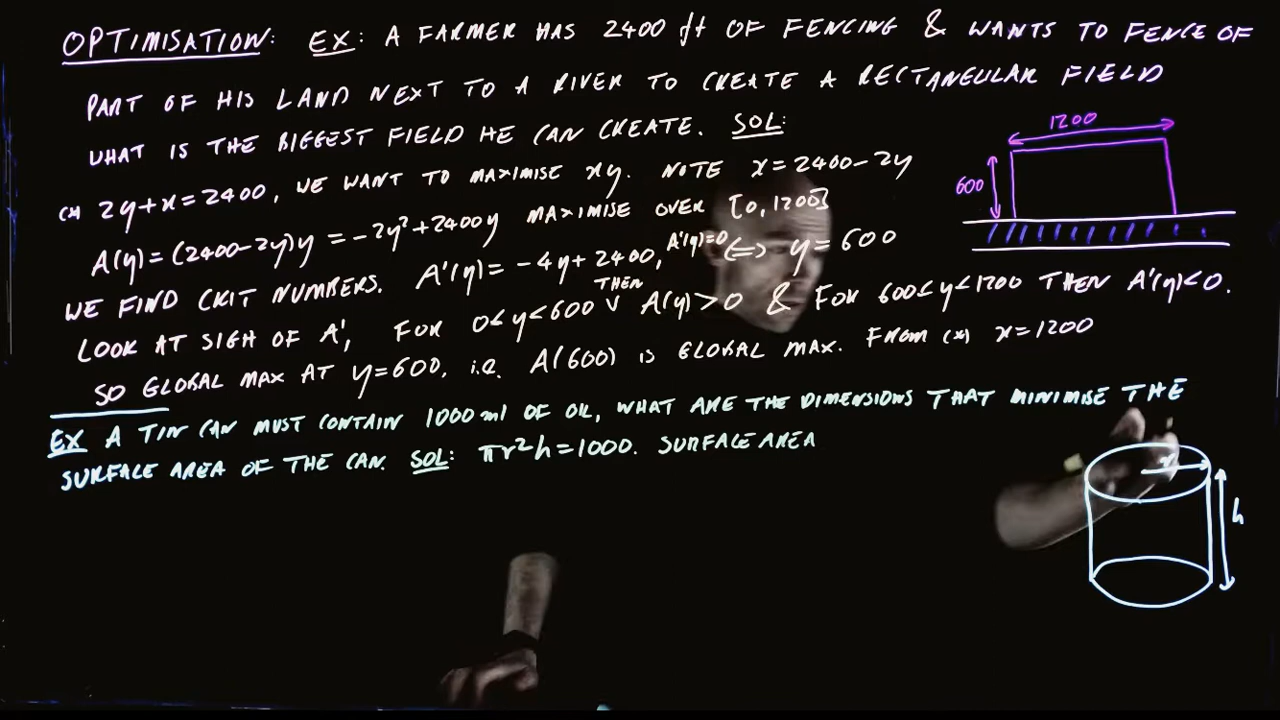 OPTIMISATION: EX: A FARMER HAS 2400 ft OF FENCING & WANTS TO FENCE OF
PART OF HIS LAND NEXT TO A RIVER TO CREATE A RECTANGULAR FIELD
WHAT IS THE BIGGEST FIELD HE CAN CREATE. SOL:
(*) 2y+x=2400, WE WANT TO MAXIMISE xy. NOTE x=2400-2y
A(y)=(2400-2y)y=-2y²+2400y MAXIMISE OVER [0,1200]
WE FIND CRIT NUMBERS. A'(y)=-4y+2400, A'(y)=0 ⟺ y=600
LOOK AT SIGN OF A', FOR 0<y<600 THEN A(y)>0 & FOR 600<y<1200 THEN A'(y)<0.
SO GLOBAL MAX AT y=600, i.e. A(600) IS GLOBAL MAX. FROM (*) x=1200
1200
600
EX A TIN CAN MUST CONTAIN 1000 ml OF OIL, WHAT ARE THE DIMENSIONS THAT MINIMISE THE
SURFACE AREA OF THE CAN. SOL: πr²h=1000. SURFACE AREA
r
h